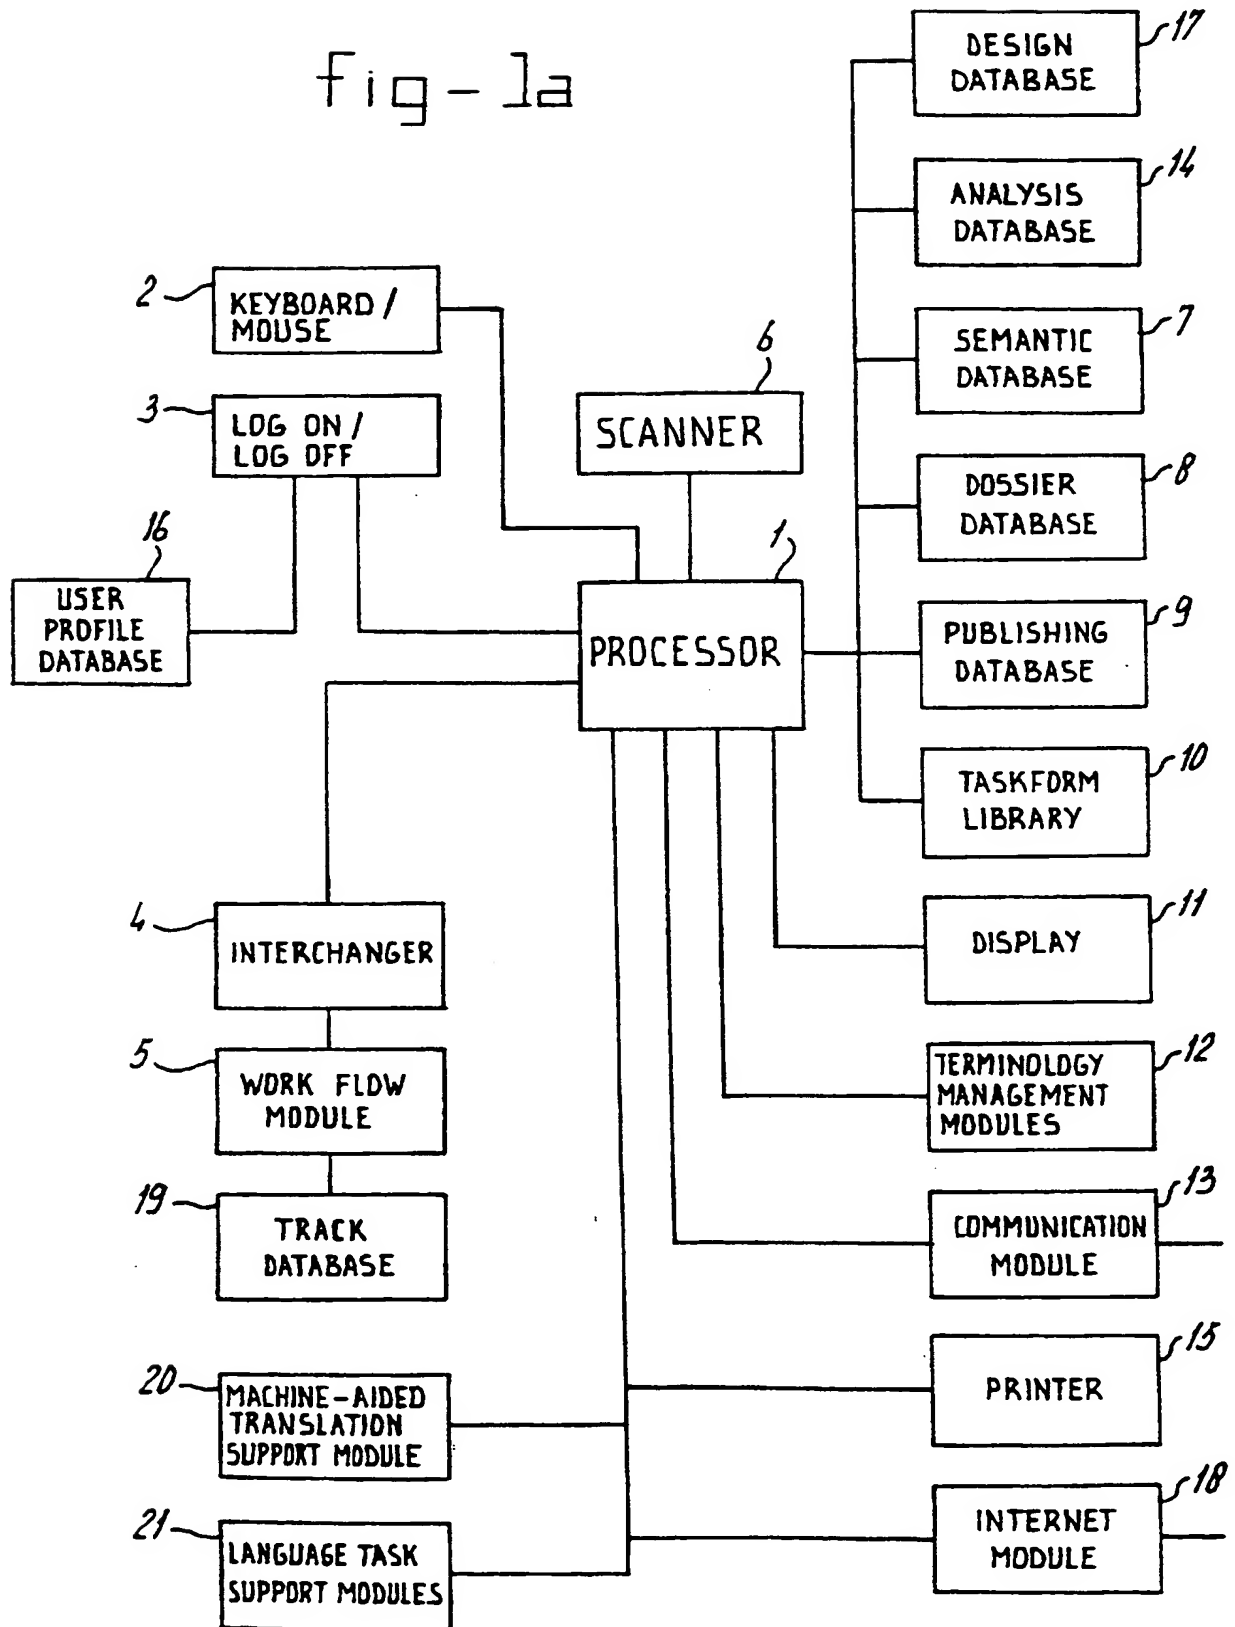 fig-1a
17
DESIGN
DATABASE
14
ANALYSIS
DATABASE
2
KEYBOARD/
MOUSE
7
SEMANTIC
DATABASE
6
SCANNER
3
LOG ON/
LOG OFF
8
DOSSIER
DATABASE
16
USER
PROFILE
DATABASE
1
PROCESSOR
9
PUBLISHING
DATABASE
10
TASKFORM
LIBRARY
4
INTERCHANGER
11
DISPLAY
5
WORK FLOW
MODULE
12
TERMINOLOGY
MANAGEMENT
MODULES
19
TRACK
DATABASE
13
COMMUNICATION
MODULE
20
MACHINE-AIDED
TRANSLATION
SUPPORT MODULE
15
PRINTER
21
LANGUAGE TASK
SUPPORT MODULES
18
INTERNET
MODULE